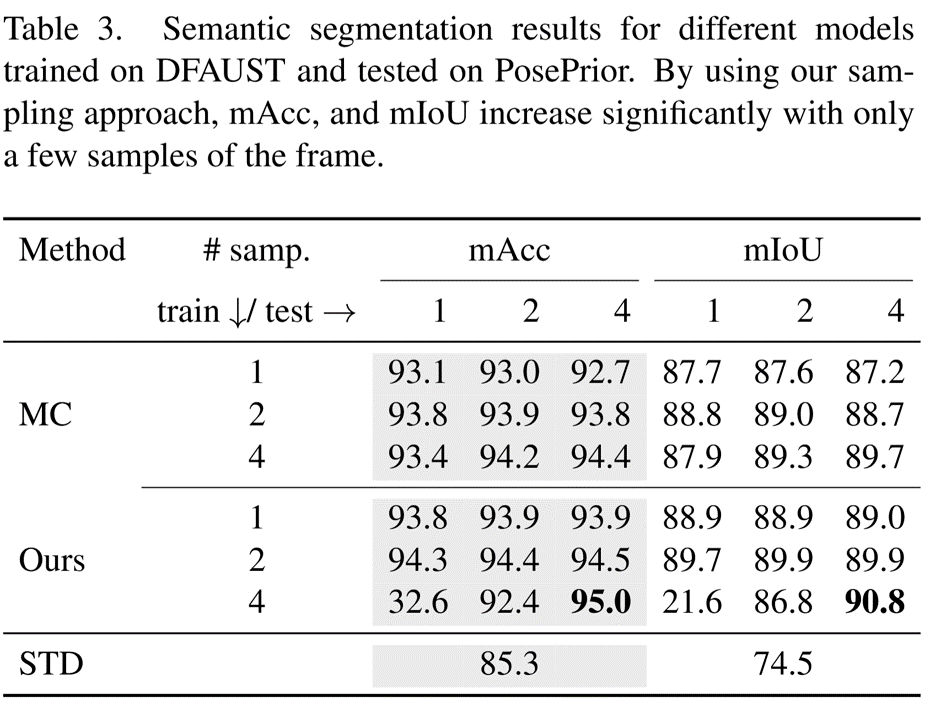 Table 3. Semantic segmentation results for different models
trained on DFAUST and tested on PosePrior. By using our sam-
pling approach, mAcc, and mIoU increase significantly with only
a few samples of the frame.
Method # samp. mAcc mIoU
train ↓/ test → 1 2 4 1 2 4
1 93.1 93.0 92.7 87.7 87.6 87.2
MC 2 93.8 93.9 93.8 88.8 89.0 88.7
4 93.4 94.2 94.4 87.9 89.3 89.7
1 93.8 93.9 93.9 88.9 88.9 89.0
Ours 2 94.3 94.4 94.5 89.7 89.9 89.9
4 32.6 92.4 95.0 21.6 86.8 90.8
STD 85.3 74.5